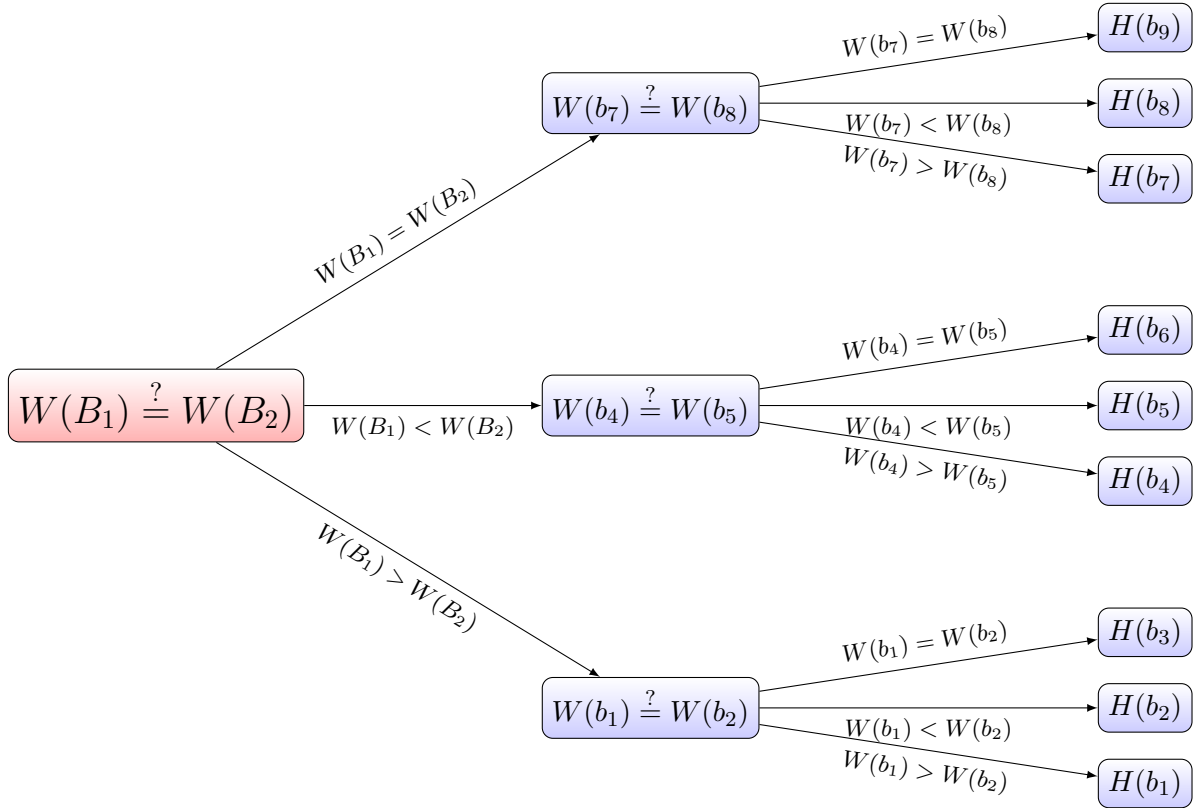 W(B₁) ≟ W(B₂)
W(B₁) = W(B₂)
W(B₁) < W(B₂)
W(B₁) > W(B₂)
W(b₇) ≟ W(b₈)
W(b₇) = W(b₈)
W(b₇) < W(b₈)
W(b₇) > W(b₈)
H(b₉)
H(b₈)
H(b₇)
W(b₄) ≟ W(b₅)
W(b₄) = W(b₅)
W(b₄) < W(b₅)
W(b₄) > W(b₅)
H(b₆)
H(b₅)
H(b₄)
W(b₁) ≟ W(b₂)
W(b₁) = W(b₂)
W(b₁) < W(b₂)
W(b₁) > W(b₂)
H(b₃)
H(b₂)
H(b₁)